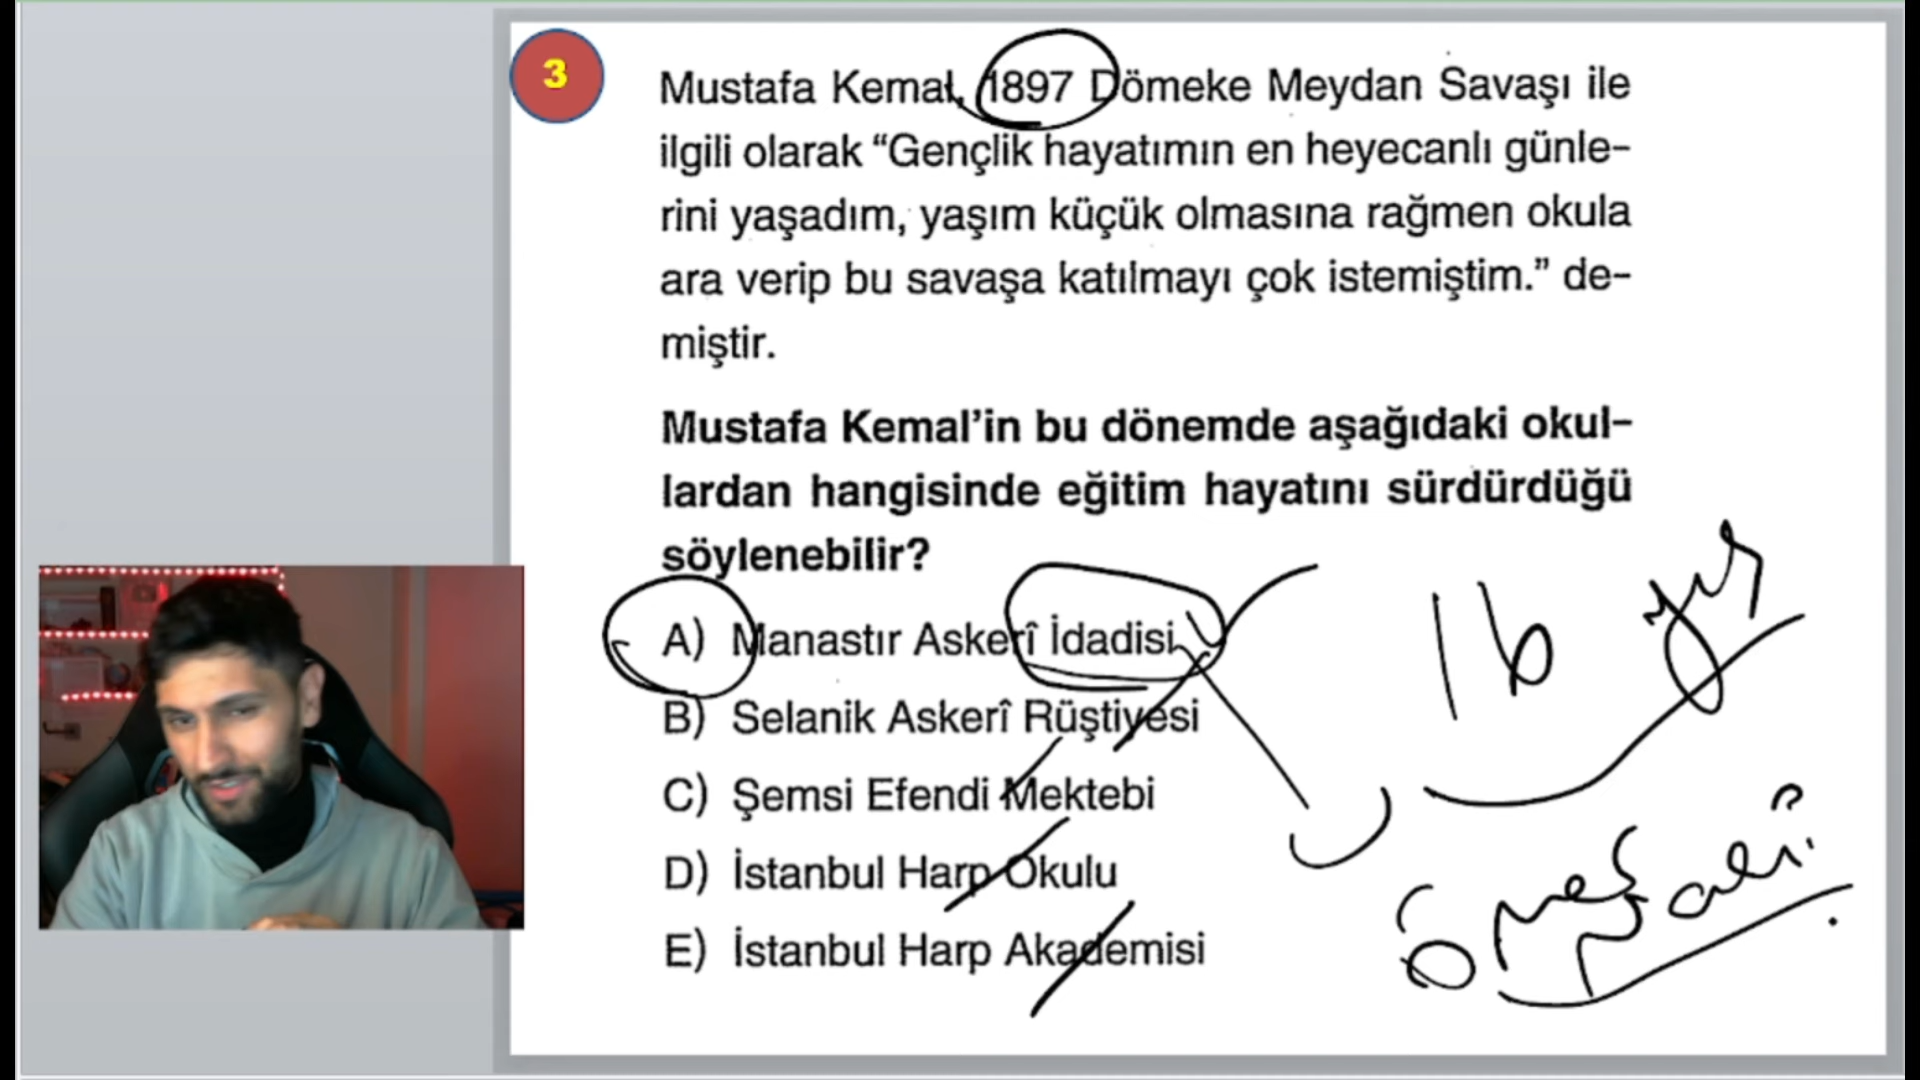 3
Mustafa Kemal, 1897 Dömeke Meydan Savaşı ile
ilgili olarak “Gençlik hayatımın en heyecanlı günle-
rini yaşadım, yaşım küçük olmasına rağmen okula
ara verip bu savaşa katılmayı çok istemiştim.” de-
miştir.
Mustafa Kemal’in bu dönemde aşağıdaki okul-
lardan hangisinde eğitim hayatını sürdürdüğü
söylenebilir?
A) Manastır Askerî İdadisi
B) Selanik Askerî Rüştiyesi
C) Şemsi Efendi Mektebi
D) İstanbul Harp Okulu
E) İstanbul Harp Akademisi
16